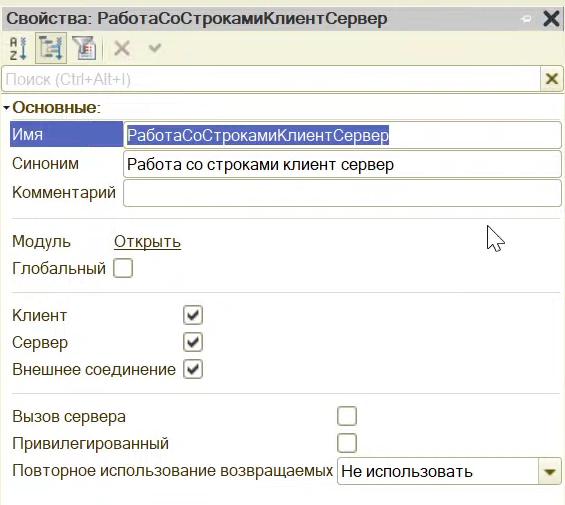 Свойства: РаботаСоСтрокамиКлиентСервер
Поиск (Ctrl+Alt+I)
Основные:
Имя РаботаСоСтрокамиКлиентСервер
Синоним Работа со строками клиент сервер
Комментарий
Модуль Открыть
Глобальный
Клиент
Сервер
Внешнее соединение
Вызов сервера
Привилегированный
Повторное использование возвращаемых Не использовать